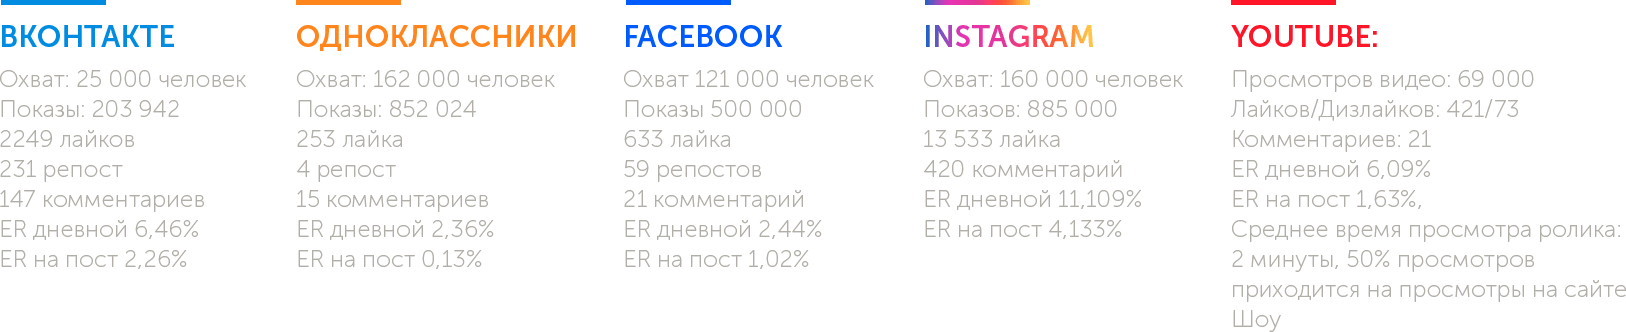 ВКОНТАКТЕ
Охват: 25 000 человек
Показы: 203 942
2249 лайков
231 репост
147 комментариев
ER дневной 6,46%
ER на пост 2,26%
ОДНОКЛАССНИКИ
Охват: 162 000 человек
Показы: 852 024
253 лайка
4 репост
15 комментариев
ER дневной 2,36%
ER на пост 0,13%
FACEBOOK
Охват 121 000 человек
Показы 500 000
633 лайка
59 репостов
21 комментарий
ER дневной 2,44%
ER на пост 1,02%
INSTAGRAM
Охват: 160 000 человек
Показов: 885 000
13 533 лайка
420 комментарий
ER дневной 11,109%
ER на пост 4,133%
YOUTUBE:
Просмотров видео: 69 000
Лайков/Дизлайков: 421/73
Комментариев: 21
ER дневной 6,09%
ER на пост 1,63%,
Среднее время просмотра ролика:
2 минуты, 50% просмотров
приходится на просмотры на сайте
Шоу